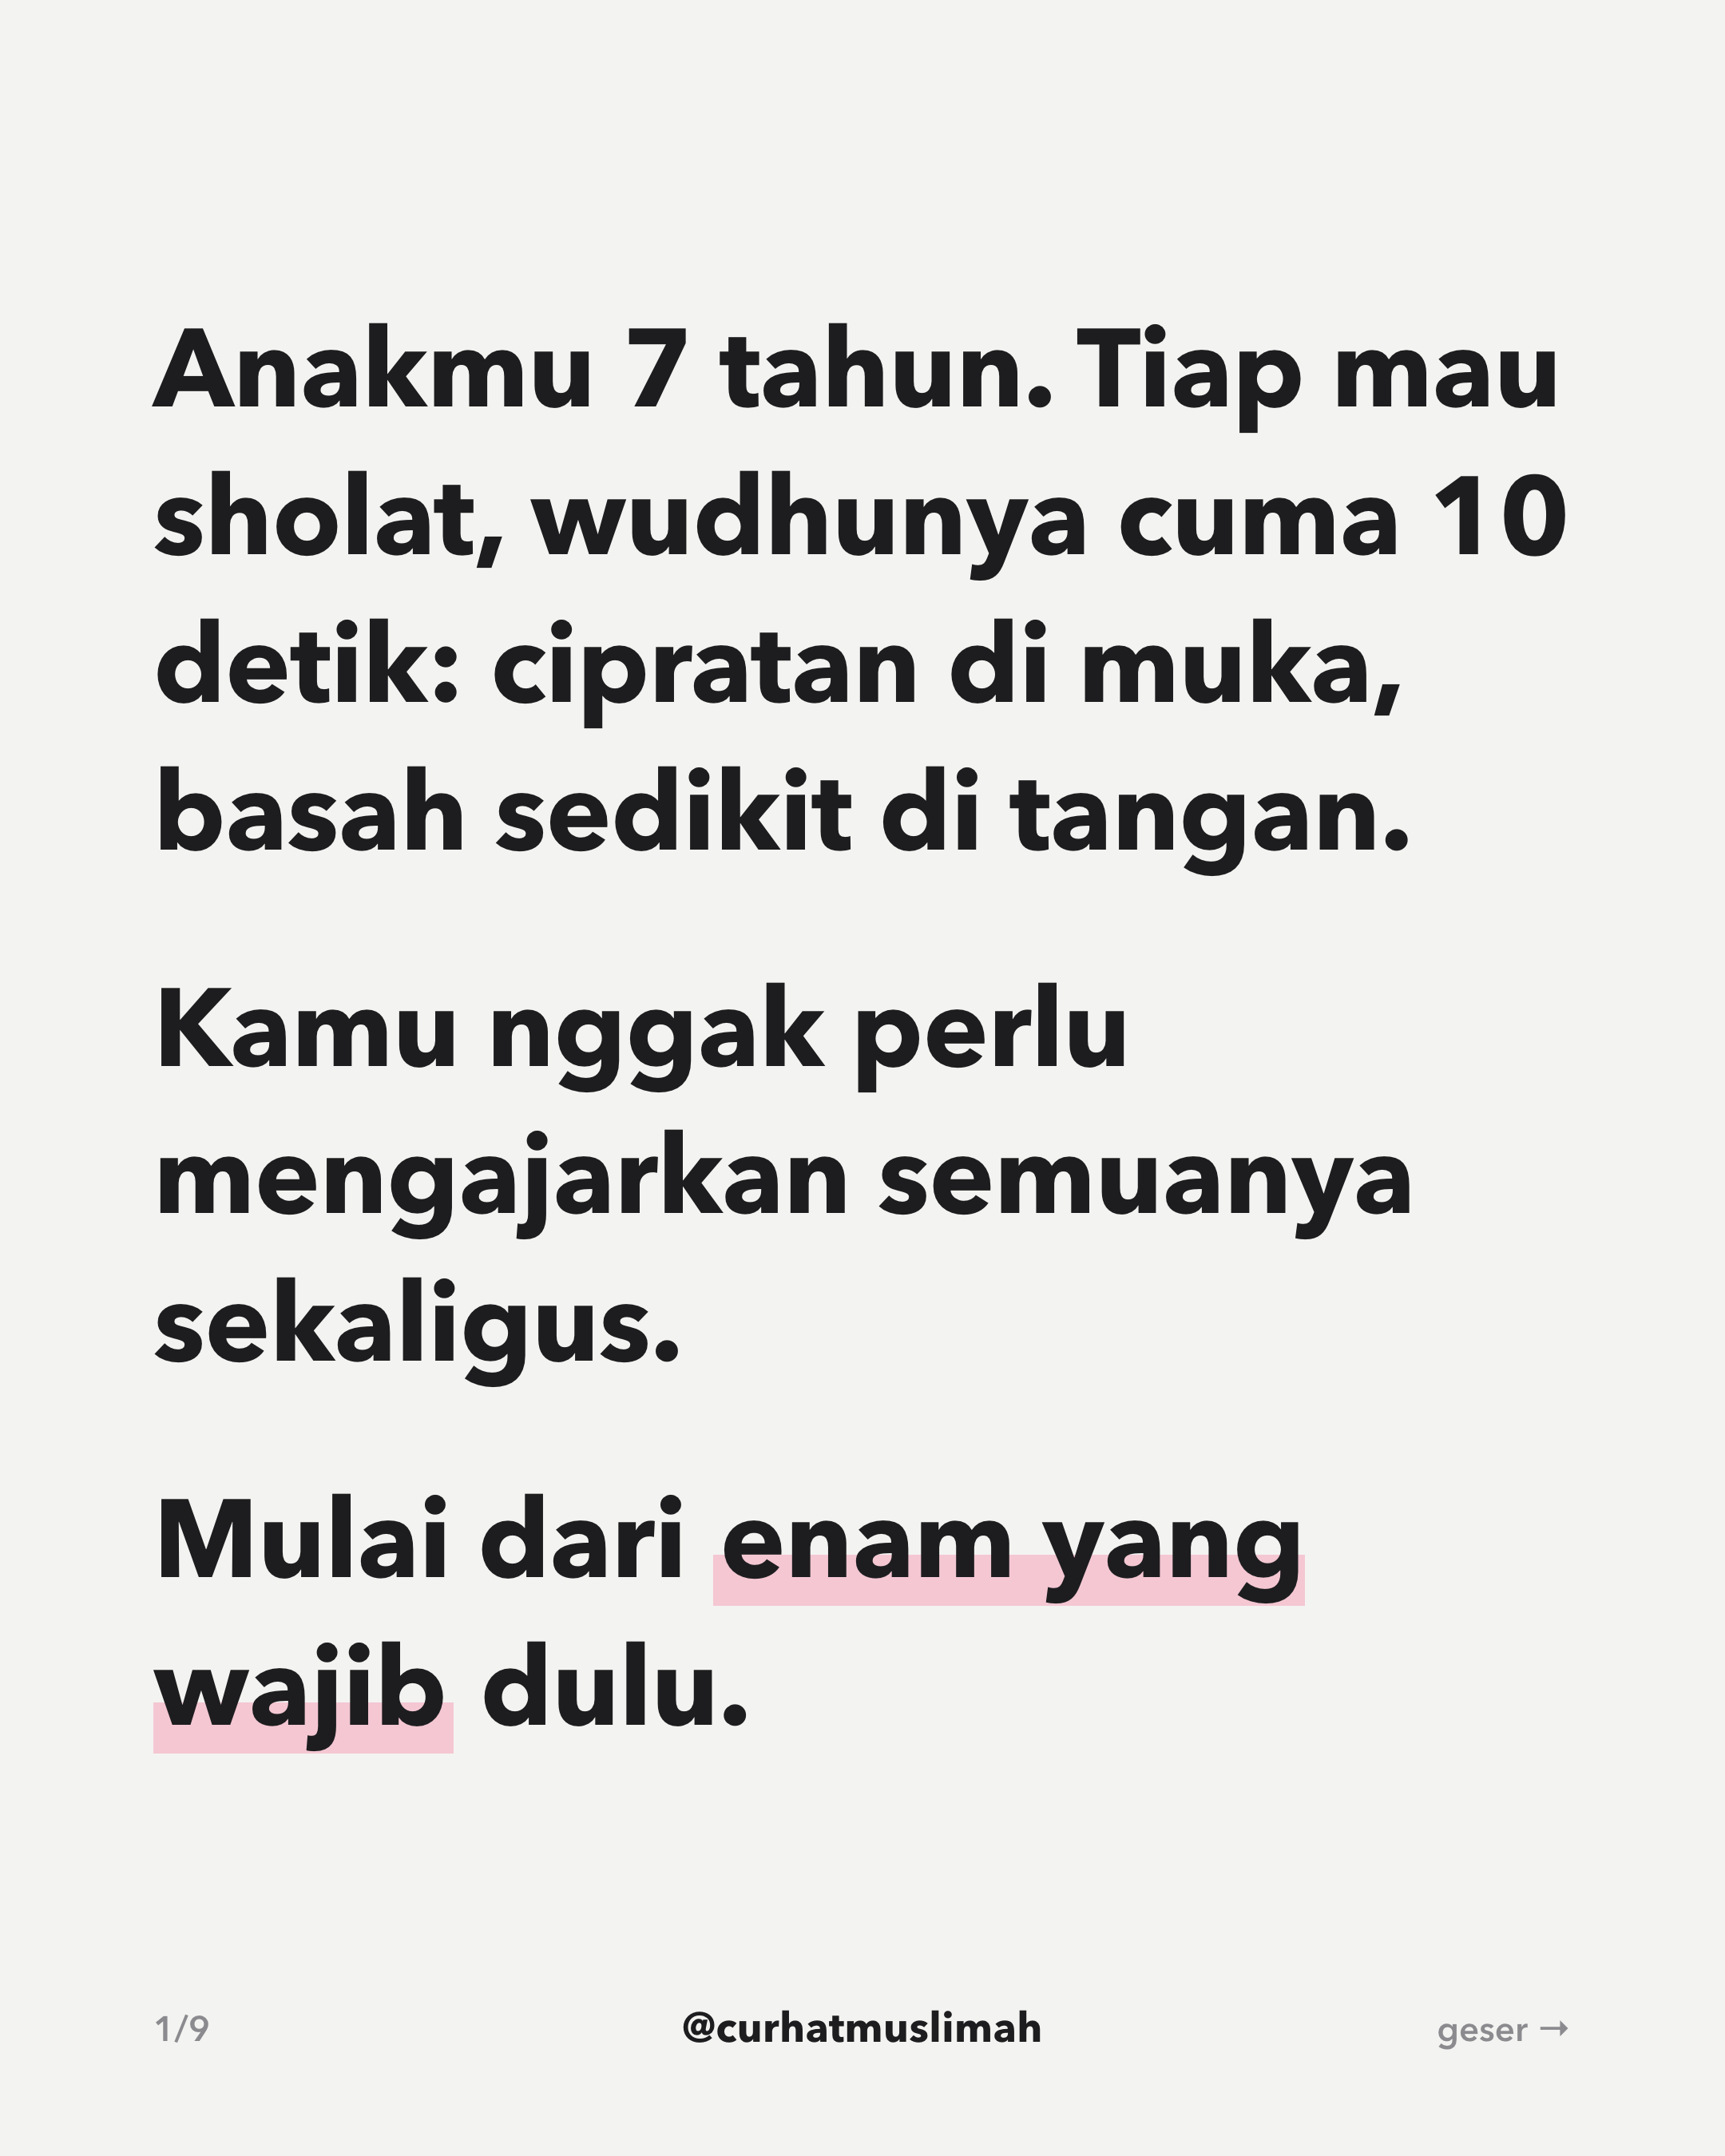 Anakmu 7 tahun. Tiap mau
sholat, wudhunya cuma 10
detik: cipratan di muka,
basah sedikit di tangan.
Kamu nggak perlu
mengajarkan semuanya
sekaligus.
Mulai dari enam yang
wajib dulu.
1/9
@curhatmuslimah
geser →